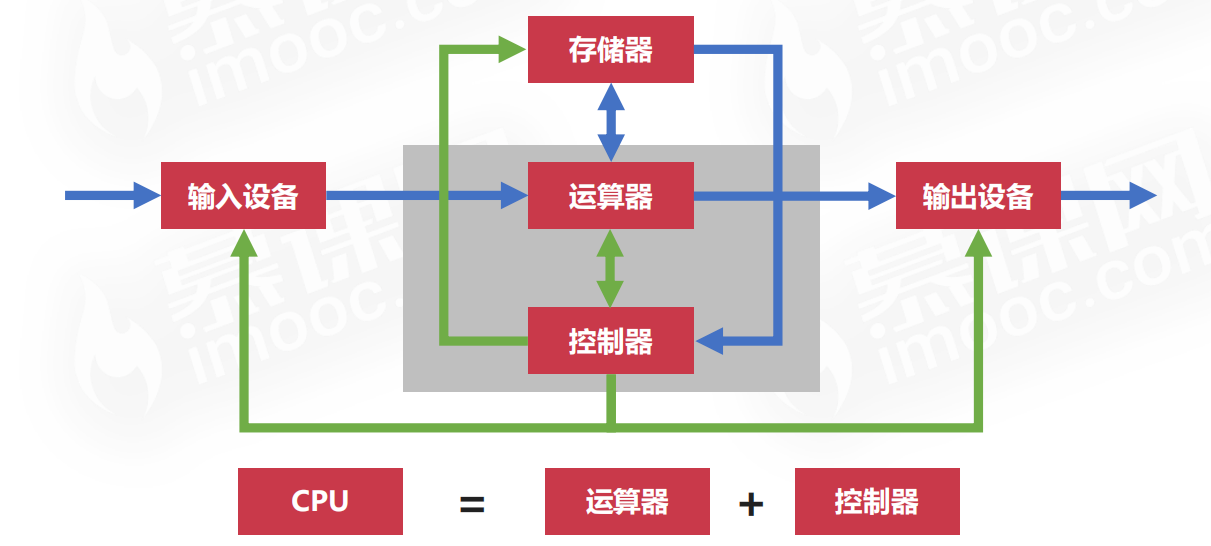 存储器
输入设备
运算器
输出设备
控制器
CPU = 运算器 + 控制器
慕课网
imooc.com